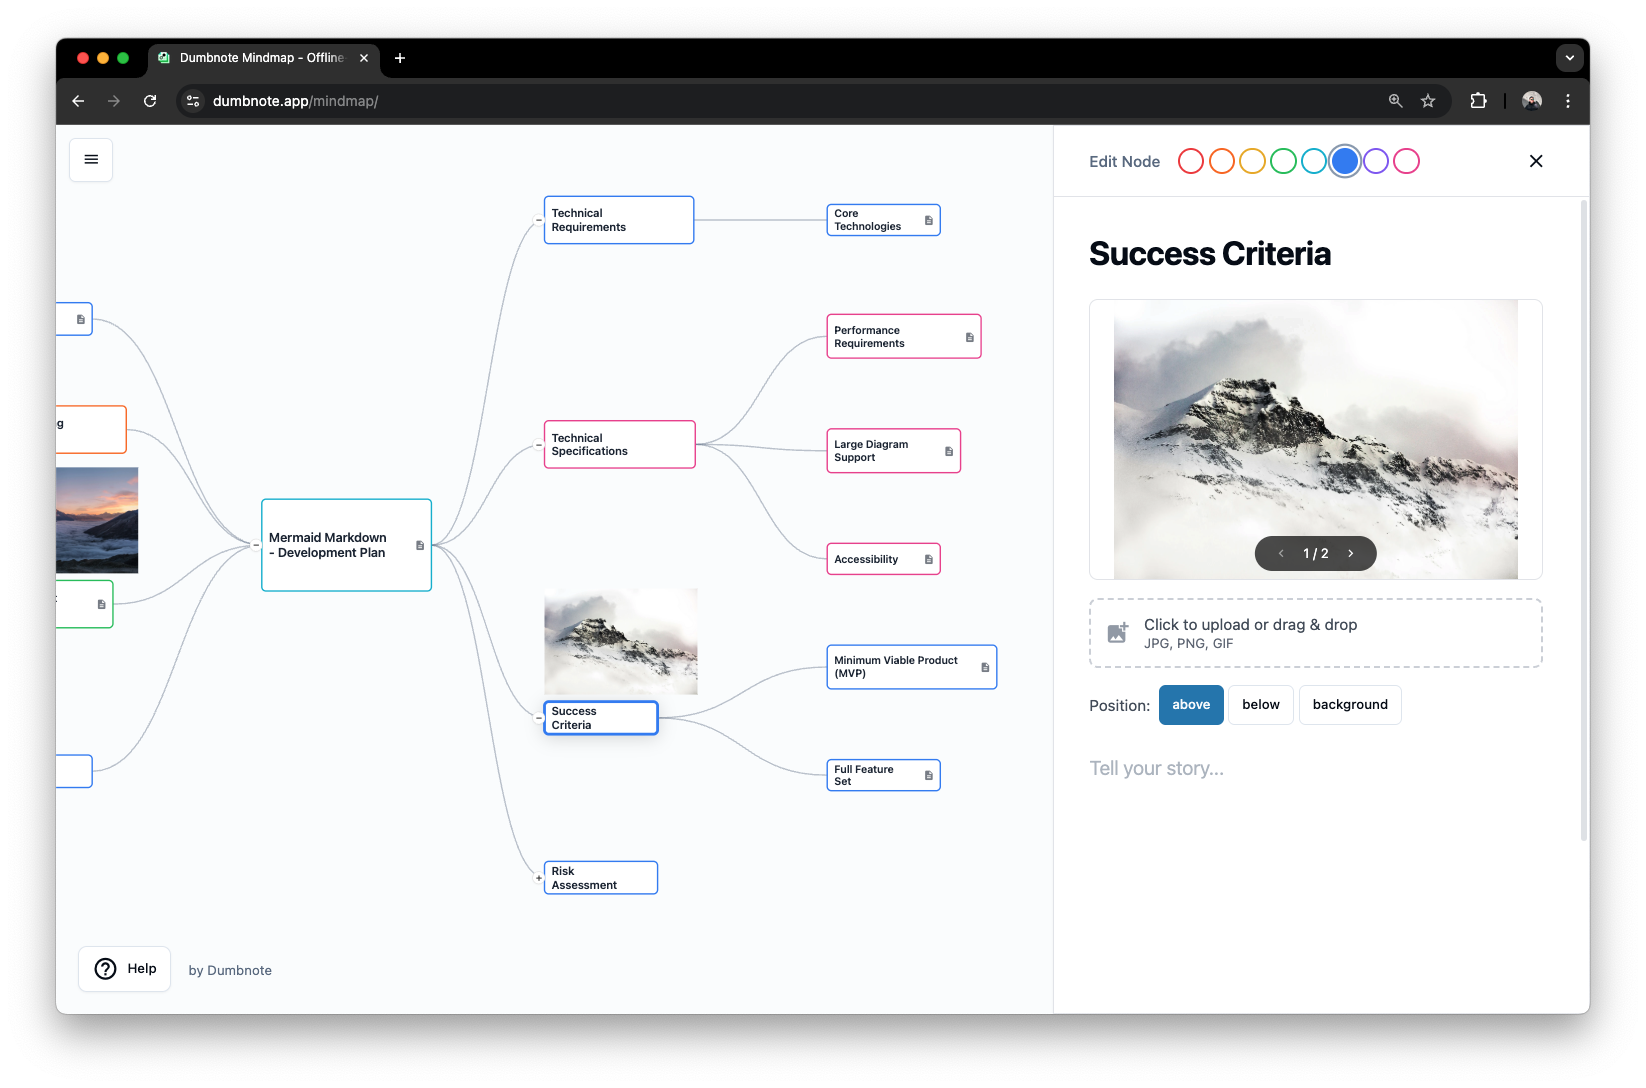 Dumbnote Mindmap - Offline
dumbnote.app/mindmap/
Edit Node
Technical
Requirements
Core
Technologies
Performance
Requirements
g
Technical
Specifications
Large Diagram
Support
Mermaid Markdown
- Development Plan
Accessibility
Success
Criteria
Minimum Viable Product
(MVP)
Full Feature
Set
Risk
Assessment
Help
by Dumbnote
Success Criteria
1 / 2
Click to upload or drag & drop
JPG, PNG, GIF
Position:
above
below
background
Tell your story...